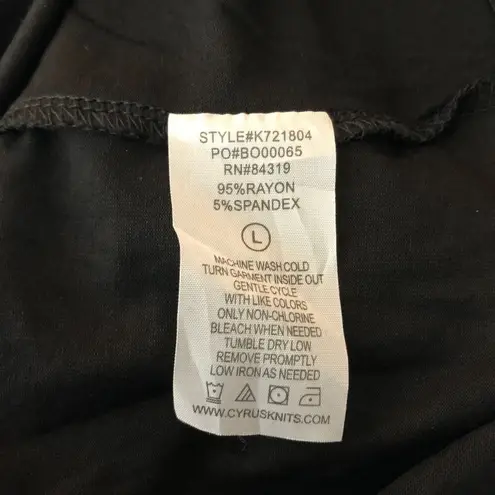 STYLE#K721804
PO#BO00065
RN#84319
95%RAYON
5%SPANDEX
L
MACHINE WASH COLD
TURN GARMENT INSIDE OUT
GENTLE CYCLE
WITH LIKE COLORS
ONLY NON-CHLORINE
BLEACH WHEN NEEDED
TUMBLE DRY LOW
REMOVE PROMPTLY
LOW IRON AS NEEDED
WWW.CYRUSKNITS.COM